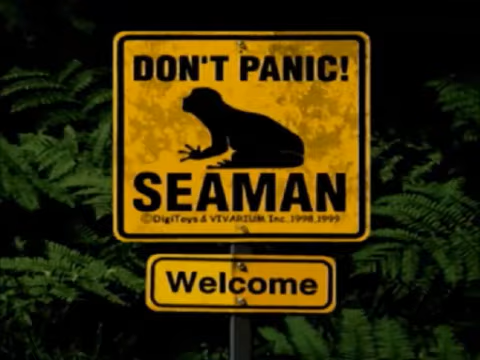 DON'T PANIC!
SEAMAN
©DigiToys & VIVARIUM Inc. 1998,1999
Welcome